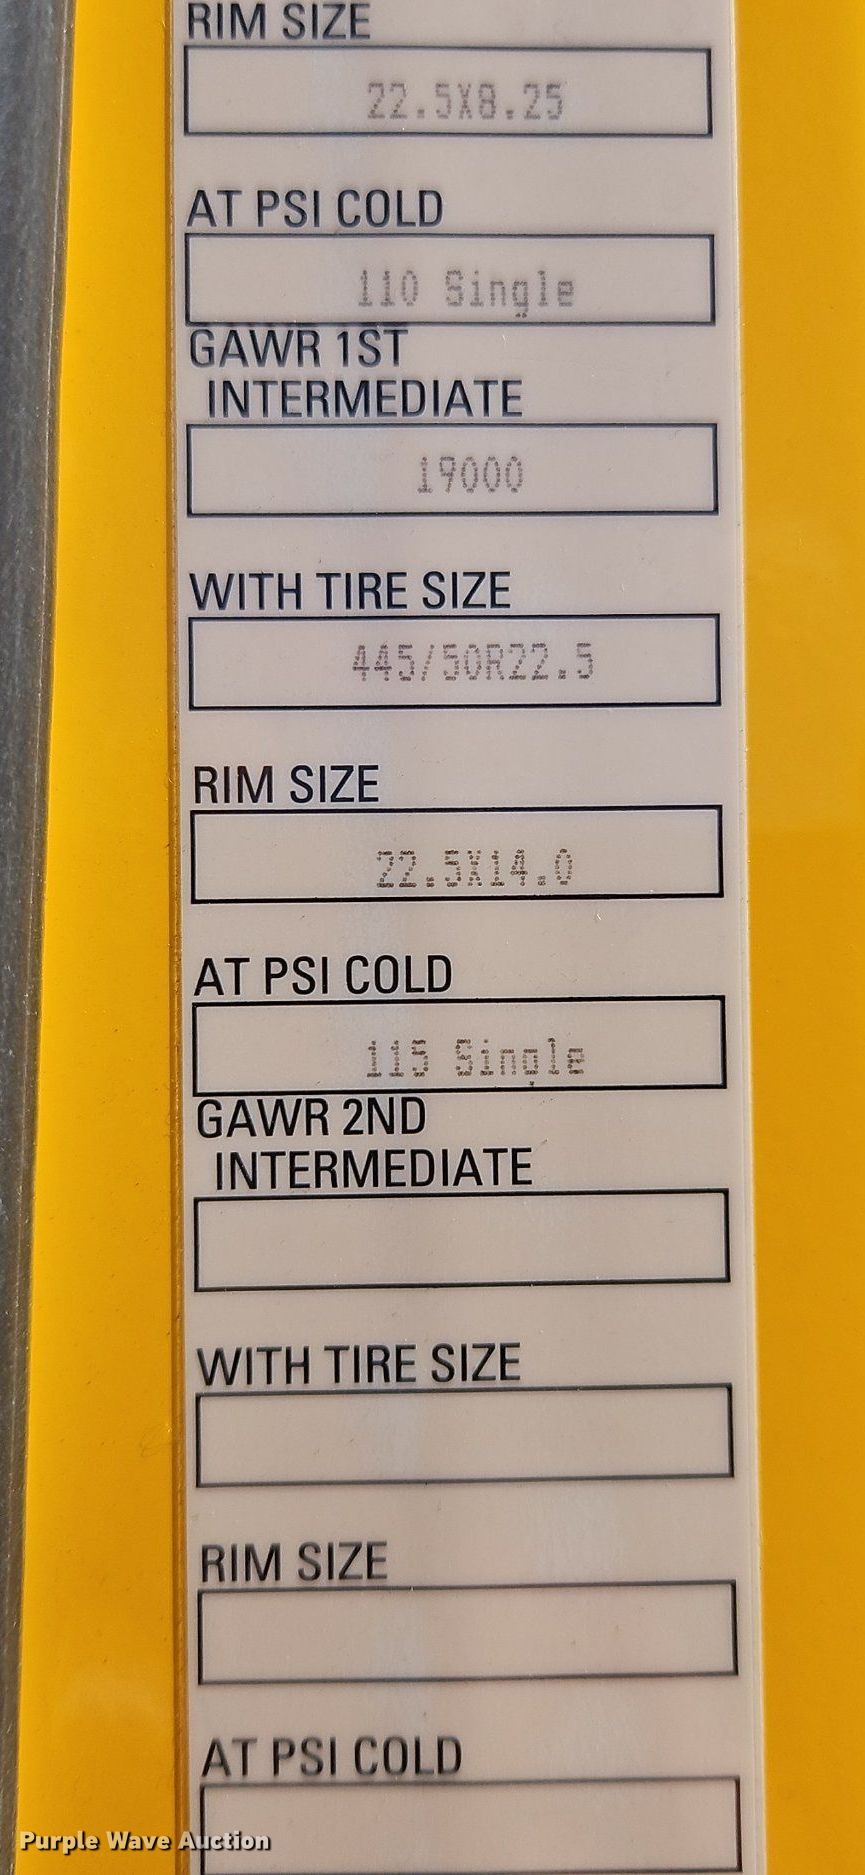 RIM SIZE
22.5X8.25
AT PSI COLD
110 Single
GAWR 1ST
INTERMEDIATE
19000
WITH TIRE SIZE
445/50R22.5
RIM SIZE
22.5X14.0
AT PSI COLD
115 Single
GAWR 2ND
INTERMEDIATE
WITH TIRE SIZE
RIM SIZE
AT PSI COLD
Purple Wave Auction